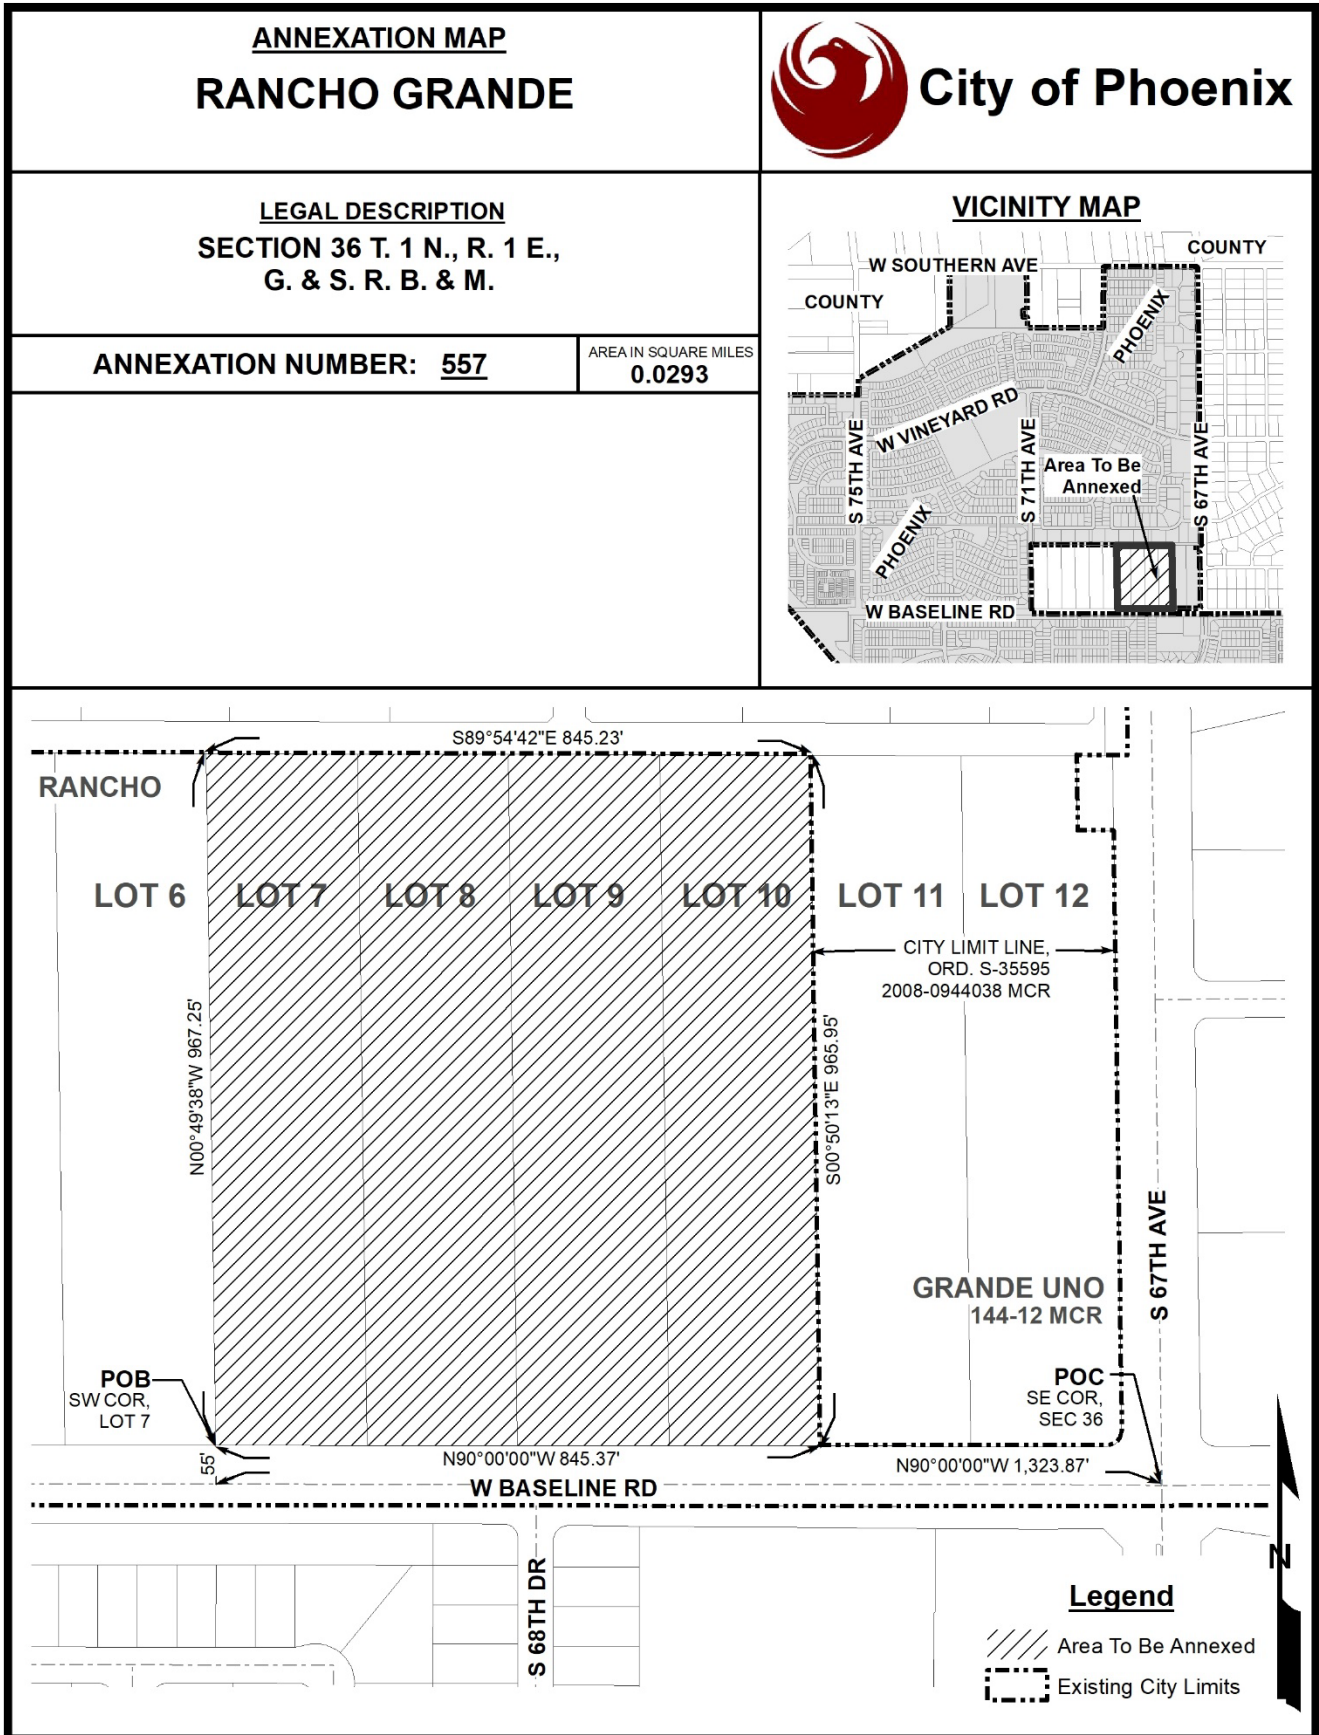 ANNEXATION MAP
RANCHO GRANDE
City of Phoenix
LEGAL DESCRIPTION
SECTION 36 T. 1 N., R. 1 E.,
G. & S. R. B. & M.
ANNEXATION NUMBER: 557
AREA IN SQUARE MILES
0.0293
VICINITY MAP
COUNTY
W SOUTHERN AVE
COUNTY
PHOENIX
W VINEYARD RD
S 75TH AVE
S 71TH AVE
S 67TH AVE
Area To Be
Annexed
PHOENIX
W BASELINE RD
S89°54'42"E 845.23'
RANCHO
LOT 6
LOT 7
LOT 8
LOT 9
LOT 10
LOT 11
LOT 12
CITY LIMIT LINE,
ORD. S-35595
2008-0944038 MCR
N00°49'38"W 967.25'
S00°50'13"E 965.95'
S 67TH AVE
GRANDE UNO
144-12 MCR
POB
SW COR,
LOT 7
POC
SE COR,
SEC 36
55'
N90°00'00"W 845.37'
N90°00'00"W 1,323.87'
W BASELINE RD
S 68TH DR
N
Legend
Area To Be Annexed
Existing City Limits